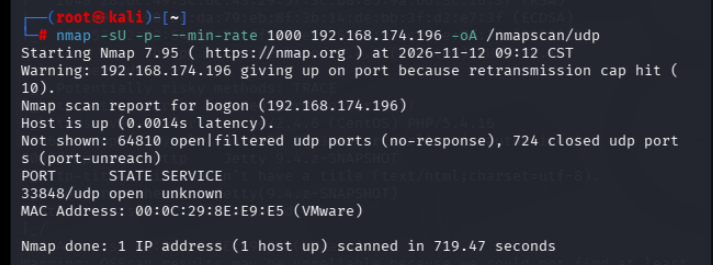 ┌──(root㉿kali)-[~]
└─# nmap -sU -p- --min-rate 1000 192.168.174.196 -oA /nmapscan/udp
Starting Nmap 7.95 ( https://nmap.org ) at 2026-11-12 09:12 CST
Warning: 192.168.174.196 giving up on port because retransmission cap hit (
10).
Nmap scan report for bogon (192.168.174.196)
Host is up (0.0014s latency).
Not shown: 64810 open|filtered udp ports (no-response), 724 closed udp port
s (port-unreach)
PORT      STATE SERVICE
33848/udp open  unknown
MAC Address: 00:0C:29:8E:E9:E5 (VMware)
Nmap done: 1 IP address (1 host up) scanned in 719.47 seconds